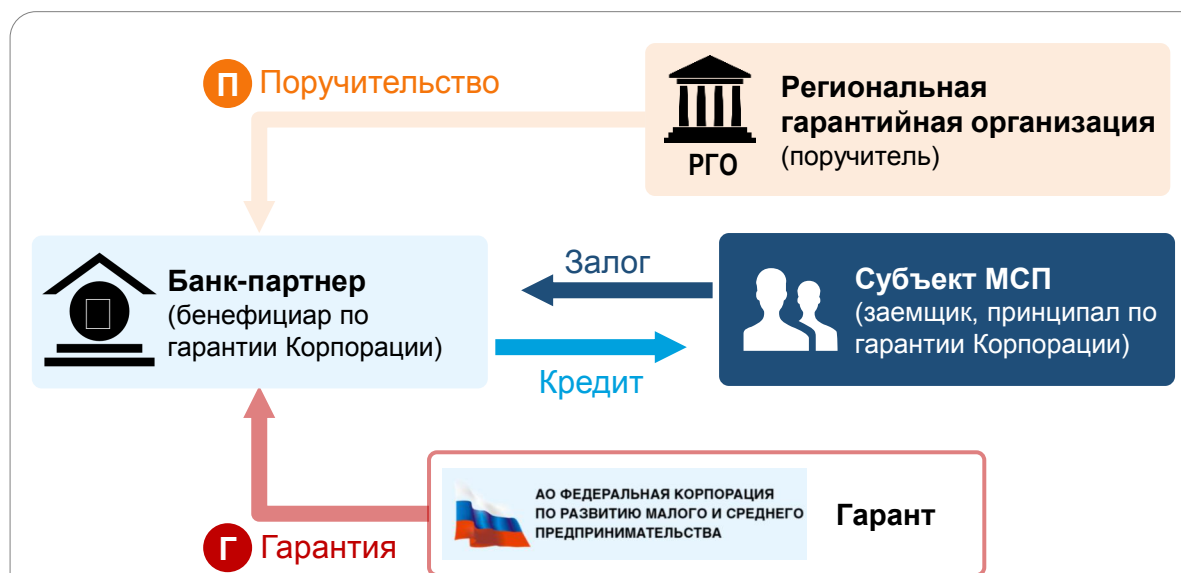 П Поручительство
Региональная
гарантийная организация
(поручитель)
РГО
Банк-партнер
(бенефициар по
гарантии Корпорации)
Залог
Кредит
Субъект МСП
(заемщик, принципал по
гарантии Корпорации)
АО ФЕДЕРАЛЬНАЯ КОРПОРАЦИЯ
ПО РАЗВИТИЮ МАЛОГО И СРЕДНЕГО
ПРЕДПРИНИМАТЕЛЬСТВА
Гарант
Г Гарантия